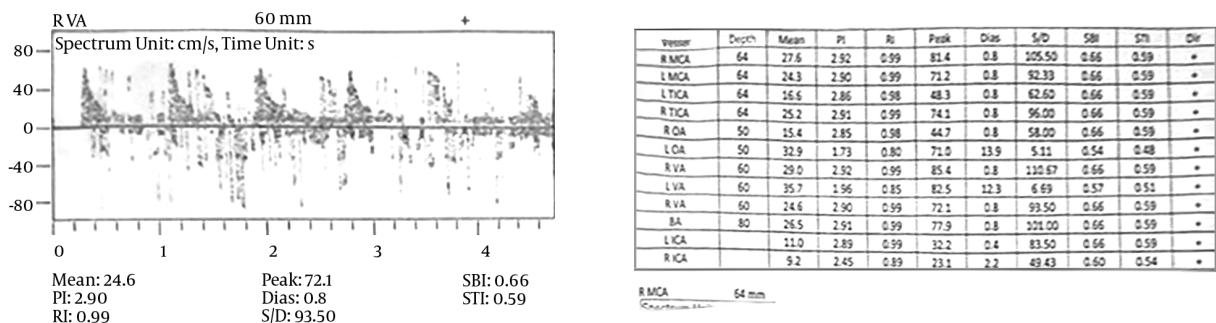 RVA 60 mm +
Spectrum Unit: cm/s, Time Unit: s
80
40
0
-40
-80
0 1 2 3 4
Mean: 24.6 Peak: 72.1 SBI: 0.66
PI: 2.90 Dias: 0.8 STI: 0.59
RI: 0.99 S/D: 93.50
Vesser Depth Mean PI RI Peak Dias S/D SBI STI Dir
R MCA 64 27.6 2.92 0.99 81.4 0.8 105.50 0.66 0.59 *
L MCA 64 24.3 2.90 0.99 71.2 0.8 92.33 0.66 0.59 *
L TICA 64 16.6 2.86 0.98 48.3 0.8 62.60 0.66 0.59 *
R TICA 64 25.2 2.91 0.99 74.1 0.8 96.00 0.66 0.59 *
R OA 50 15.4 2.85 0.98 44.7 0.8 58.00 0.66 0.59 *
L OA 50 32.9 1.73 0.80 71.0 13.9 5.11 0.54 0.48 *
R VA 60 29.0 2.92 0.99 85.4 0.8 110.67 0.66 0.59 *
L VA 60 35.7 1.96 0.85 82.5 12.3 6.69 0.57 0.51 *
R VA 60 24.6 2.90 0.99 72.1 0.8 93.50 0.66 0.59 *
BA 80 26.5 2.91 0.99 77.9 0.8 101.00 0.66 0.59 *
L ICA 11.0 2.89 0.99 32.2 0.4 83.50 0.66 0.59 *
R ICA 9.2 2.45 0.89 23.1 2.2 49.43 0.60 0.54 *
R MCA 64 mm